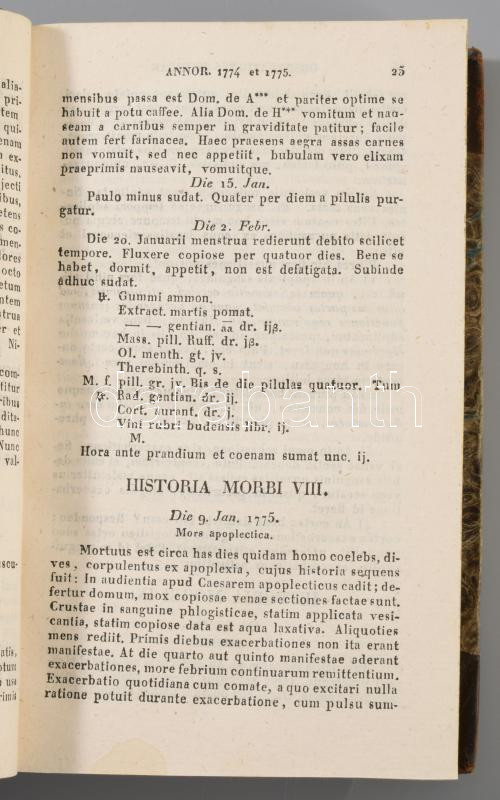 ANNOR. 1774 et 1775. 25
mensibus passa est Dom. de A*** et pariter optime se
habuit a potu caffee. Alia Dom. de H*** vomitum et nau-
seam a carnibus semper in graviditate patitur; facile
autem fert farinacea. Haec praesens aegra assas carnes
non vomuit, sed nec appetiit, bubulam vero elixam
praeprimis nauseavit, vomuitque.
Die 15. Jan.
Paulo minus sudat. Quater per diem a pilulis pur-
gatur.
Die 2. Febr.
Die 20. Januarii menstrua redierunt debito scilicet
tempore. Fluxere copiose per quatuor dies. Bene se
habet, dormit, appetit, non est defatigata. Subinde
adhuc sudat.
℞. Gummi ammon.
Extract. martis pomat.
— — gentian. āā dr. ijβ.
Mass. pill. Ruff. dr. jβ.
Ol. menth. gt. jv.
Therebinth. q. s.
M. f. pill. gr. jv. Bis de die pilulas quatuor. Tum
℞. Rad. gentian. dr. ij.
Cort. aurant. dr. j.
Vini rubri budensis libr. ij.
M.
Hora ante prandium et coenam sumat unc. ij.
HISTORIA MORBI VIII.
Die 9. Jan. 1775.
Mors apoplectica.
Mortuus est circa has dies quidam homo coelebs, di-
ves, corpulentus ex apoplexia, cujus historia sequens
fuit: In audientia apud Caesarem apoplecticus cadit; de-
fertur domum, mox copiosae venae sectiones factae sunt.
Crustae in sanguine phlogisticae, statim applicata vesi-
cantia, statim copiose data est aqua laxativa. Aliquoties
mens rediit. Primis diebus exacerbationes non ita erant
manifestae. At die quarto aut quinto manifestae aderant
exacerbationes, more febrium continuarum remittentium.
Exacerbatio quotidiana cum comate, a quo excitari nulla
ratione potuit durante exacerbatione, cum pulsu sum-
darabanth